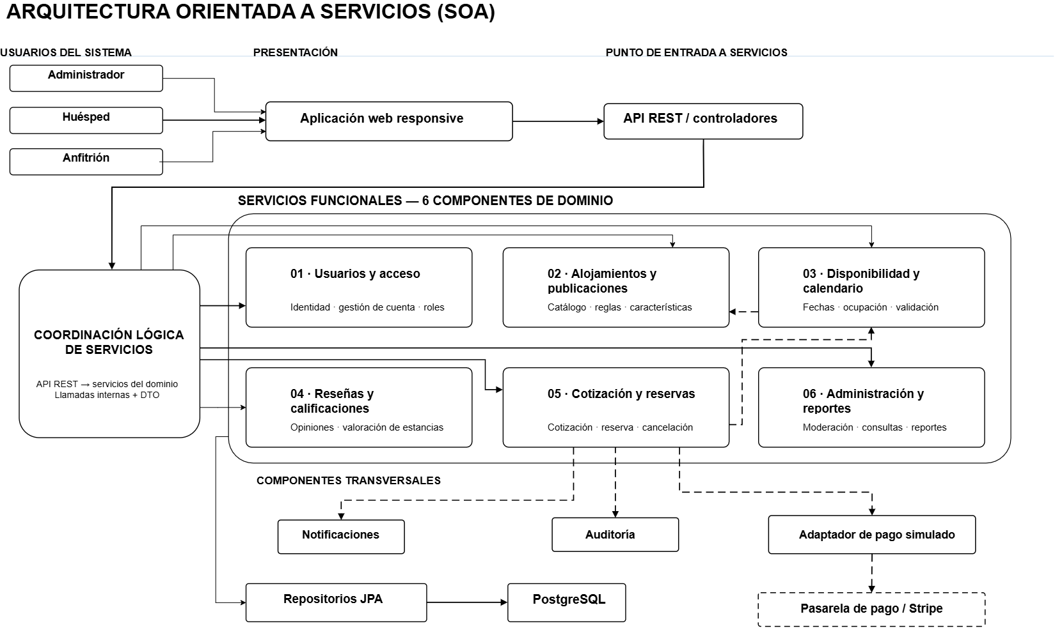 ARQUITECTURA ORIENTADA A SERVICIOS (SOA)
USUARIOS DEL SISTEMA
PRESENTACIÓN
PUNTO DE ENTRADA A SERVICIOS
Administrador
Huésped
Anfitrión
Aplicación web responsive
API REST / controladores
SERVICIOS FUNCIONALES — 6 COMPONENTES DE DOMINIO
COORDINACIÓN LÓGICA
DE SERVICIOS
API REST → servicios del dominio
Llamadas internas + DTO
01 · Usuarios y acceso
Identidad · gestión de cuenta · roles
02 · Alojamientos y
publicaciones
Catálogo · reglas · características
03 · Disponibilidad y
calendario
Fechas · ocupación · validación
04 · Reseñas y
calificaciones
Opiniones · valoración de estancias
05 · Cotización y reservas
Cotización · reserva · cancelación
06 · Administración y
reportes
Moderación · consultas · reportes
COMPONENTES TRANSVERSALES
Notificaciones
Auditoría
Adaptador de pago simulado
Repositorios JPA
PostgreSQL
Pasarela de pago / Stripe